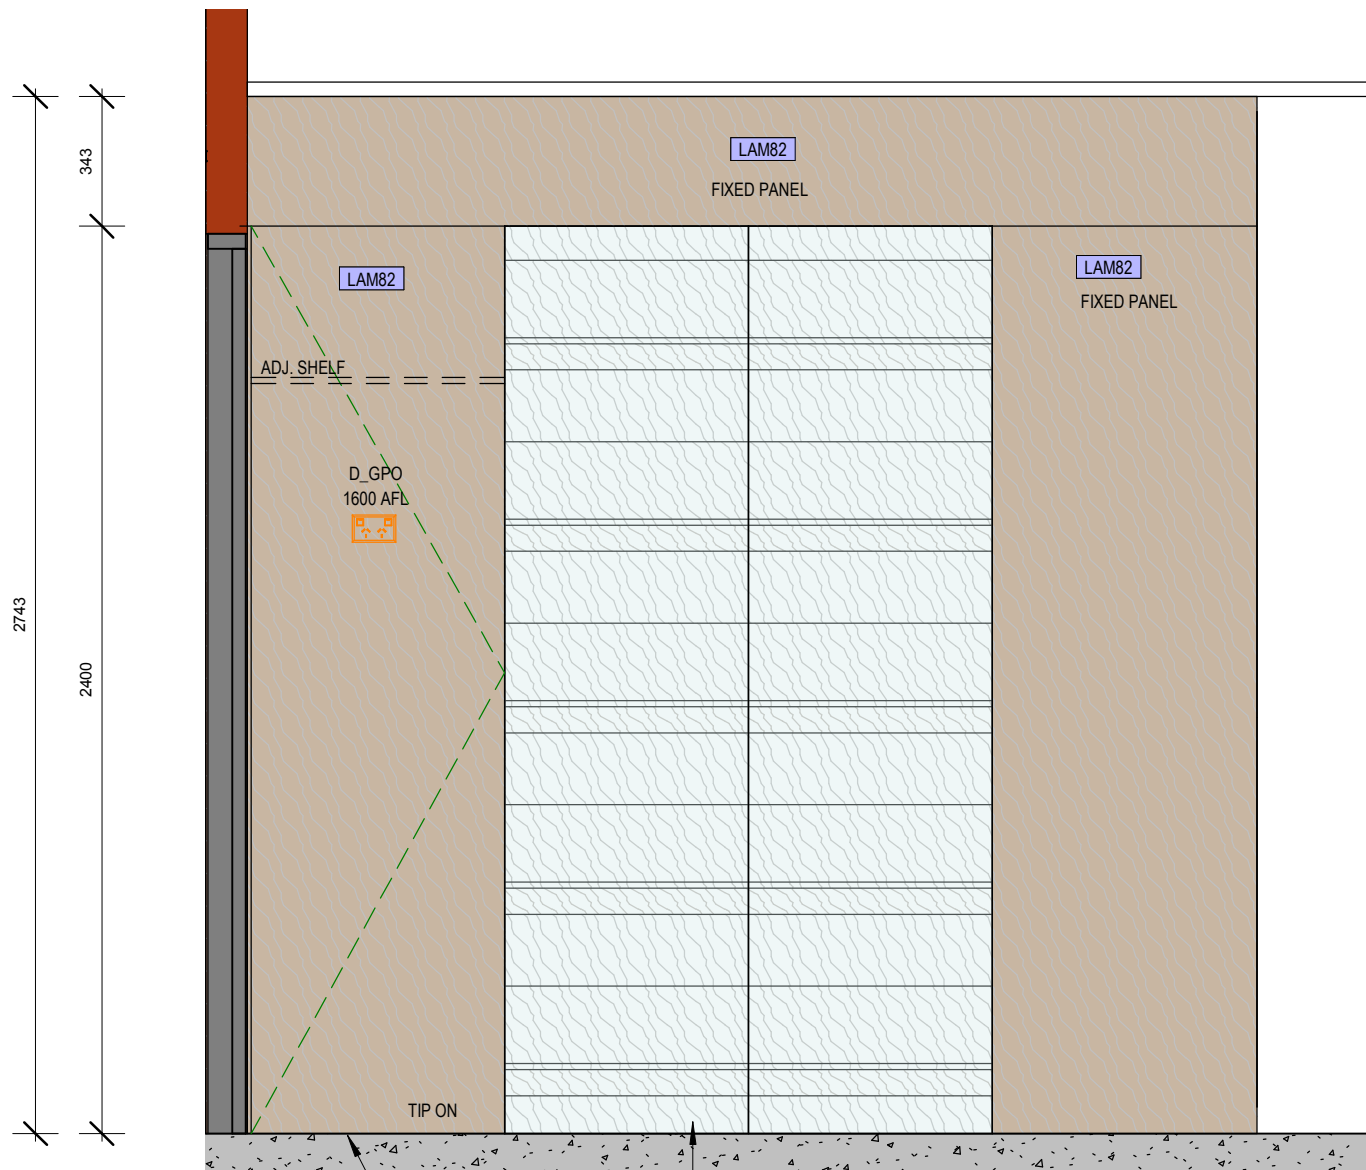 343
LAM82
FIXED PANEL
LAM82
LAM82
FIXED PANEL
ADJ. SHELF
D_GPO
1600 AFL
2743
2400
TIP ON